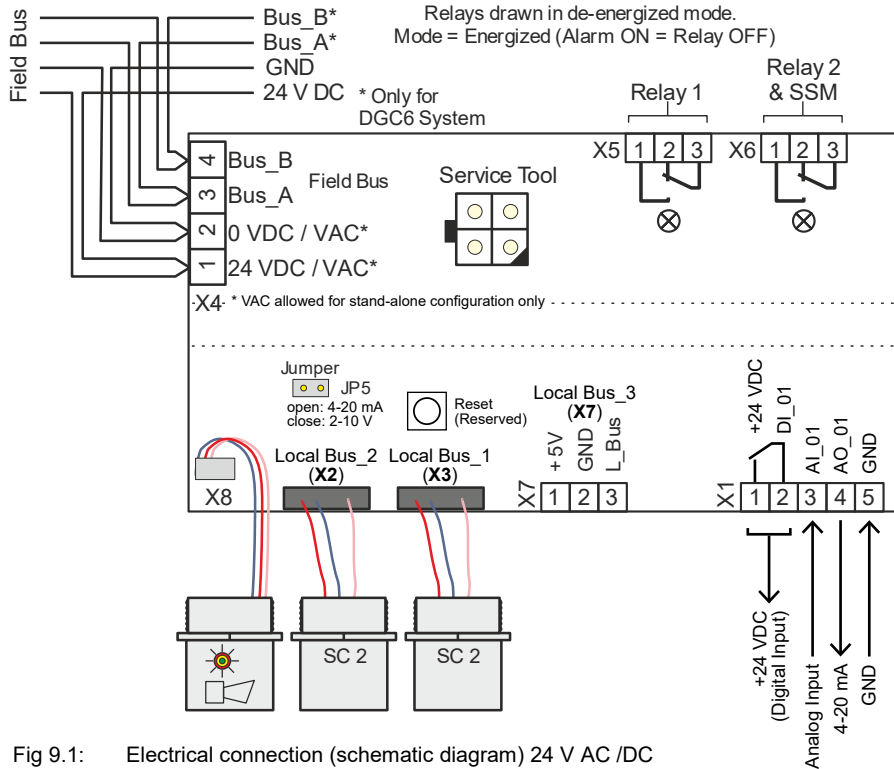 Field Bus
Bus_B*
Bus_A*
GND
24 V DC
* Only for
DGC6 System
Relays drawn in de-energized mode.
Mode = Energized (Alarm ON = Relay OFF)
Relay 1
Relay 2
& SSM
X5 1 2 3
X6 1 2 3
4 Bus_B
3 Bus_A
2 0 VDC / VAC*
1 24 VDC / VAC*
Field Bus
Service Tool
X4 * VAC allowed for stand-alone configuration only
Jumper
JP5
open: 4-20 mA
close: 2-10 V
Reset
(Reserved)
Local Bus_3
(X7)
+5V
GND
L_Bus
X7 1 2 3
+24 VDC
DI_01
AI_01
AO_01
GND
X1 1 2 3 4 5
X8
Local Bus_2
(X2)
Local Bus_1
(X3)
SC 2
SC 2
+24 VDC
(Digital Input)
Analog Input
4-20 mA
GND
Fig 9.1: Electrical connection (schematic diagram) 24 V AC /DC